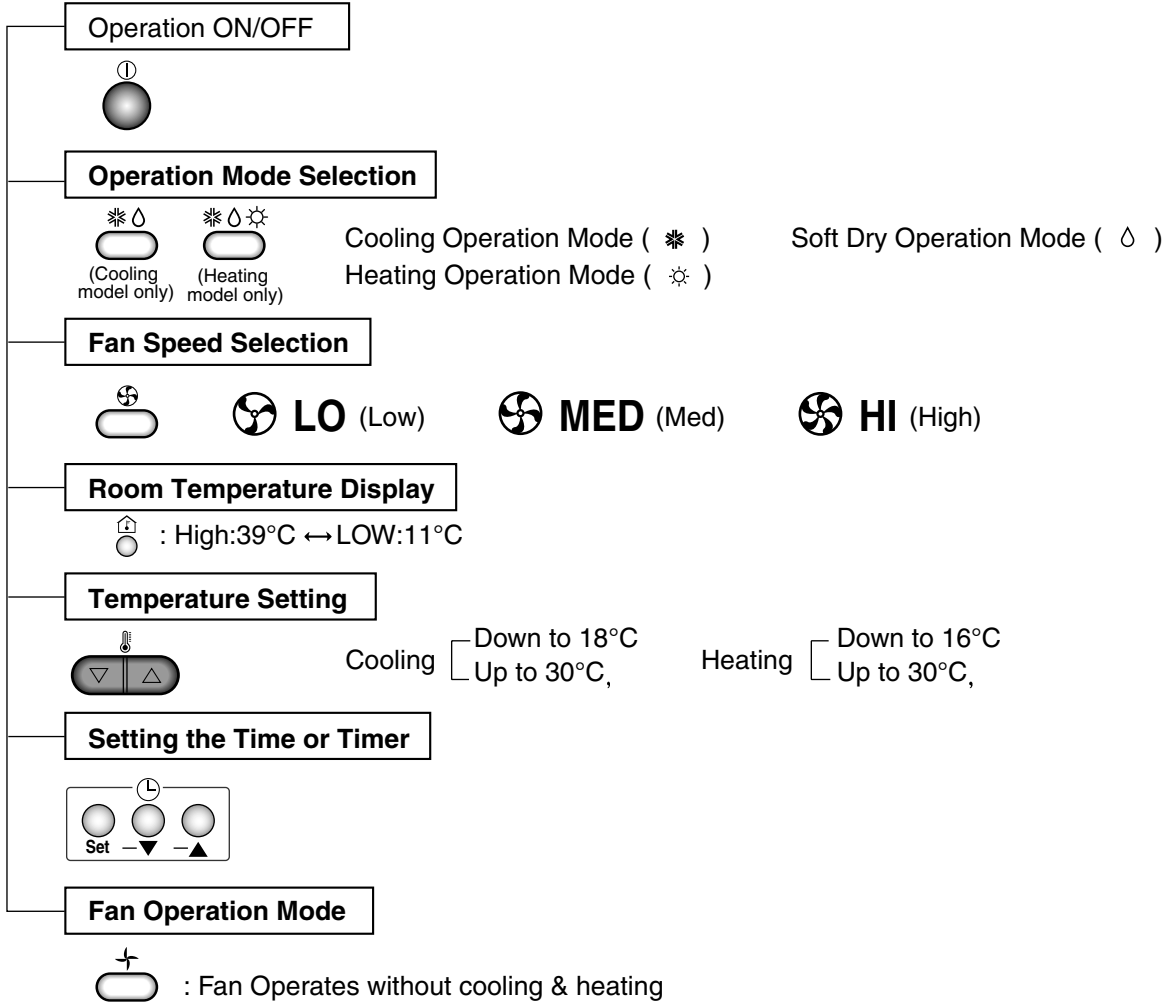 Operation ON/OFF
Operation Mode Selection
(Cooling model only)
(Heating model only)
Cooling Operation Mode ( ) Soft Dry Operation Mode ( )
Heating Operation Mode ( )
Fan Speed Selection
LO (Low) MED (Med) HI (High)
Room Temperature Display
: High:39°C ↔ LOW:11°C
Temperature Setting
Cooling Down to 18°C
Up to 30°C,
Heating Down to 16°C
Up to 30°C,
Setting the Time or Timer
Set –▼ –▲
Fan Operation Mode
: Fan Operates without cooling & heating